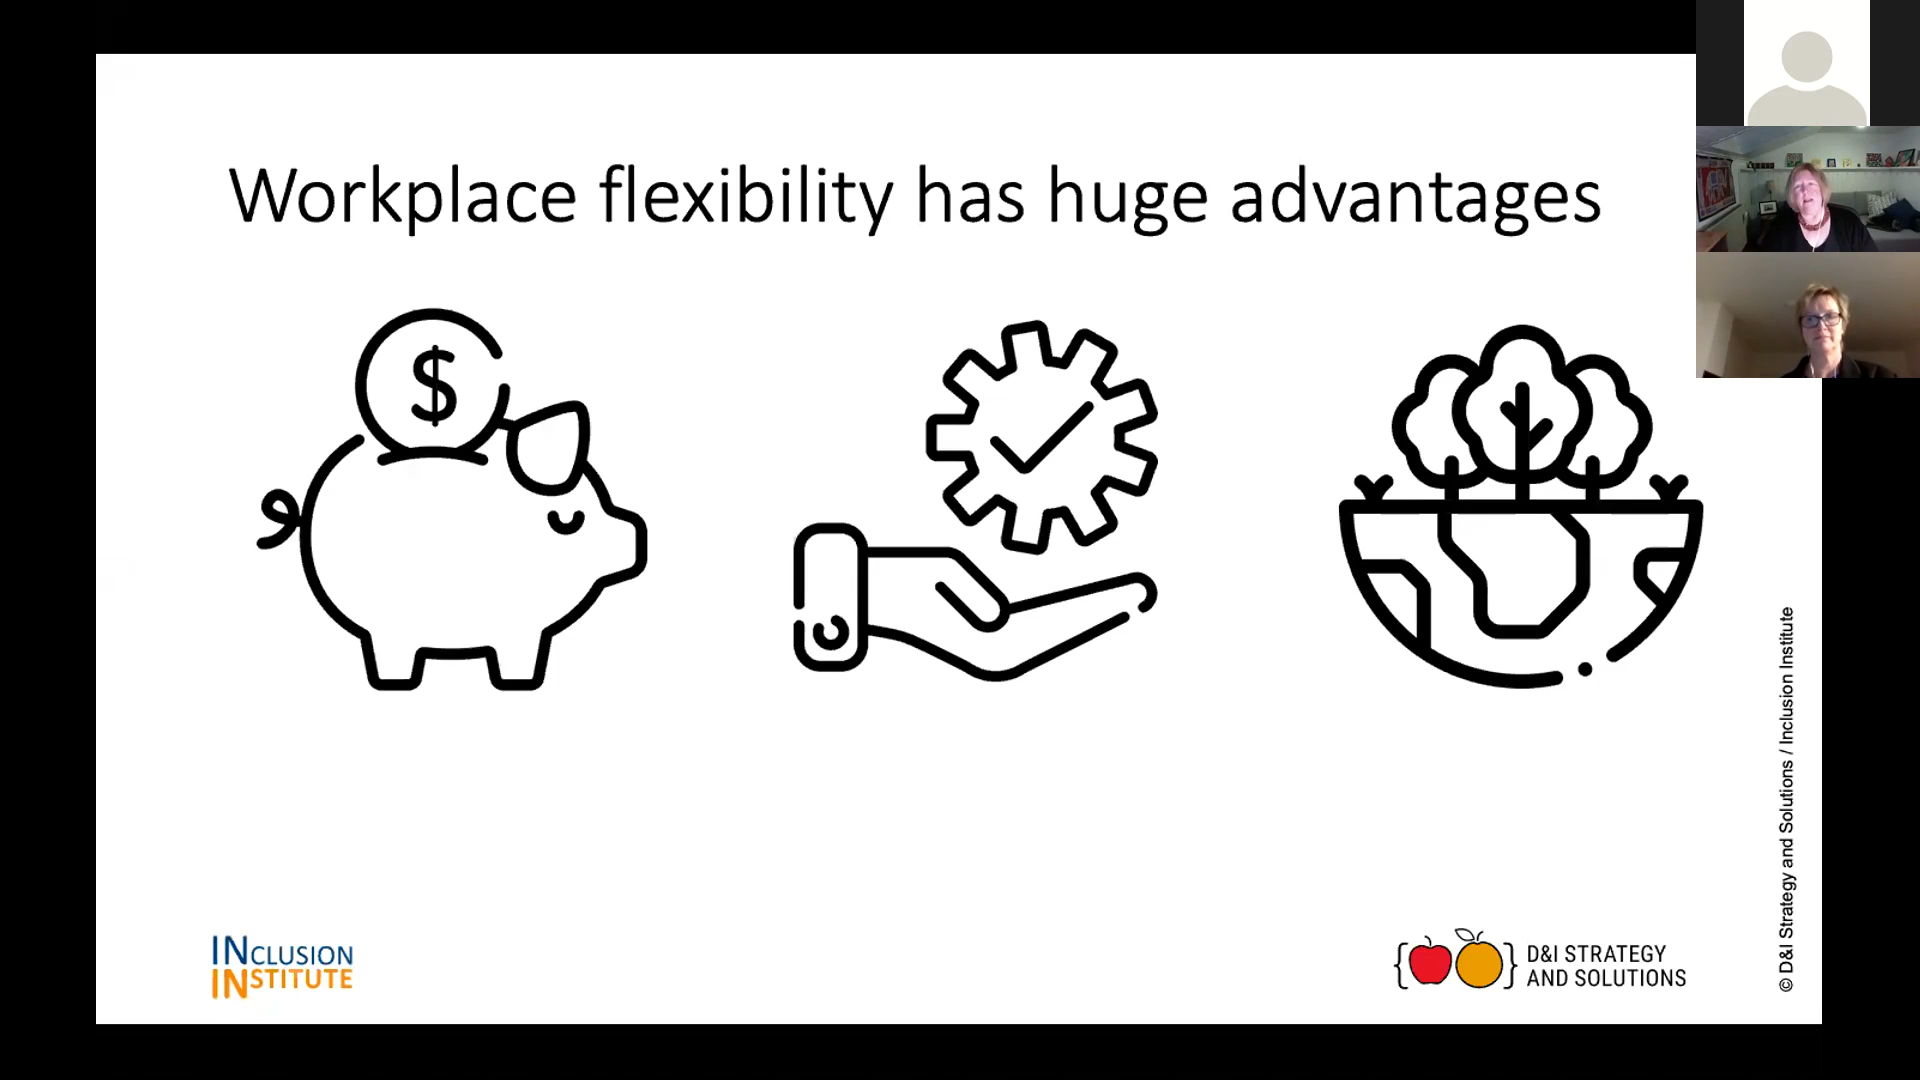 Workplace flexibility has huge advantages
$
© D&I Strategy and Solutions / Inclusion Institute
INCLUSION
INSTITUTE
D&I STRATEGY
AND SOLUTIONS